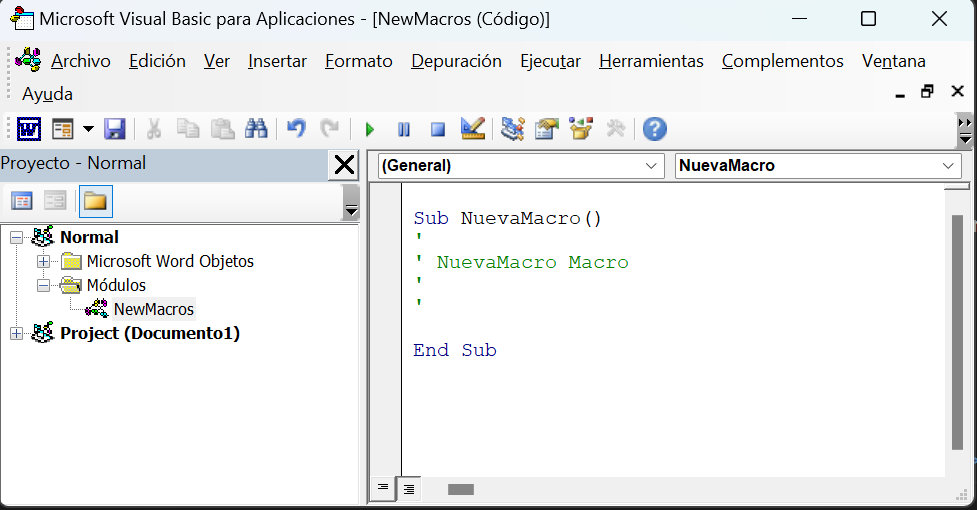 Microsoft Visual Basic para Aplicaciones - [NewMacros (Código)]
Archivo Edición Ver Insertar Formato Depuración Ejecutar Herramientas Complementos Ventana
Ayuda
Proyecto - Normal
(General) NuevaMacro
Normal
Microsoft Word Objetos
Módulos
NewMacros
Project (Documento1)
Sub NuevaMacro()
'
' NuevaMacro Macro
'
'
End Sub